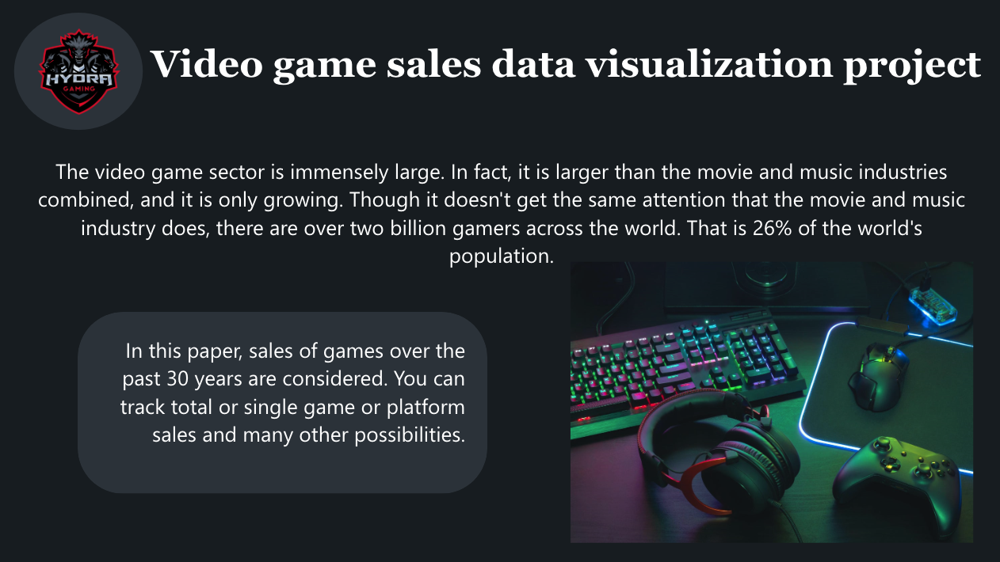 HYDRA
GAMING
Video game sales data visualization project
The video game sector is immensely large. In fact, it is larger than the movie and music industries
combined, and it is only growing. Though it doesn't get the same attention that the movie and music
industry does, there are over two billion gamers across the world. That is 26% of the world's
population.
In this paper, sales of games over the
past 30 years are considered. You can
track total or single game or platform
sales and many other possibilities.